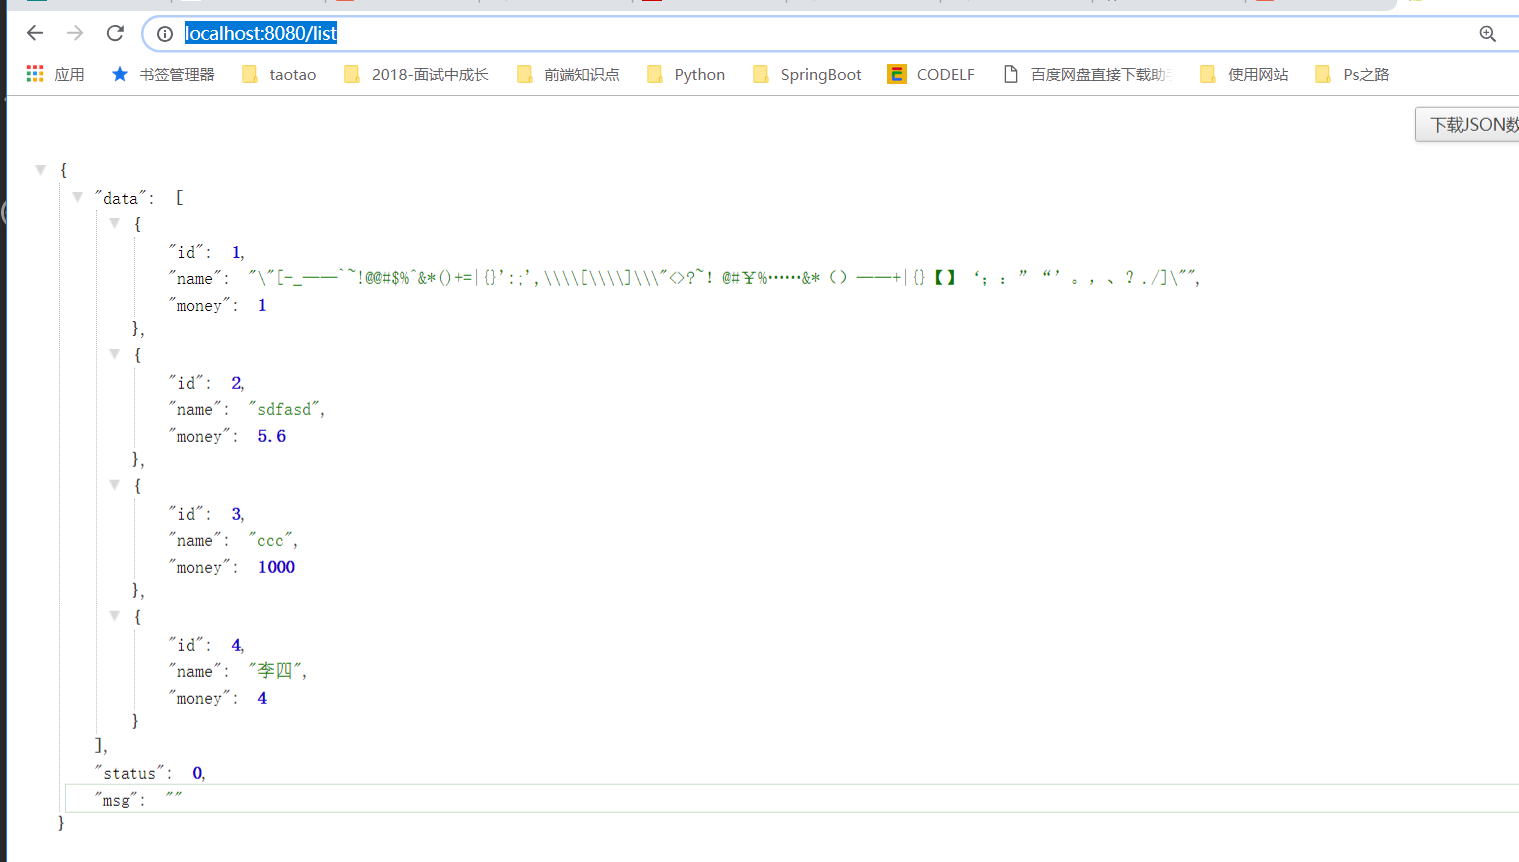 localhost:8080/list
应用 书签管理器 taotao 2018-面试中成长 前端知识点 Python SpringBoot CODELF 百度网盘直接下载助 使用网站 Ps之路
下载JSON数
{
"data": [
{
"id": 1,
"name": "\"[-_——`~!@@#$%^&*()+=|{}':;',\\\\[\\\\]\\\"<>?~！@#￥%……&*（）——+|{}【】‘；：”“’。，、？./]\"",
"money": 1
},
{
"id": 2,
"name": "sdfasd",
"money": 5.6
},
{
"id": 3,
"name": "ccc",
"money": 1000
},
{
"id": 4,
"name": "李四",
"money": 4
}
],
"status": 0,
"msg": ""
}